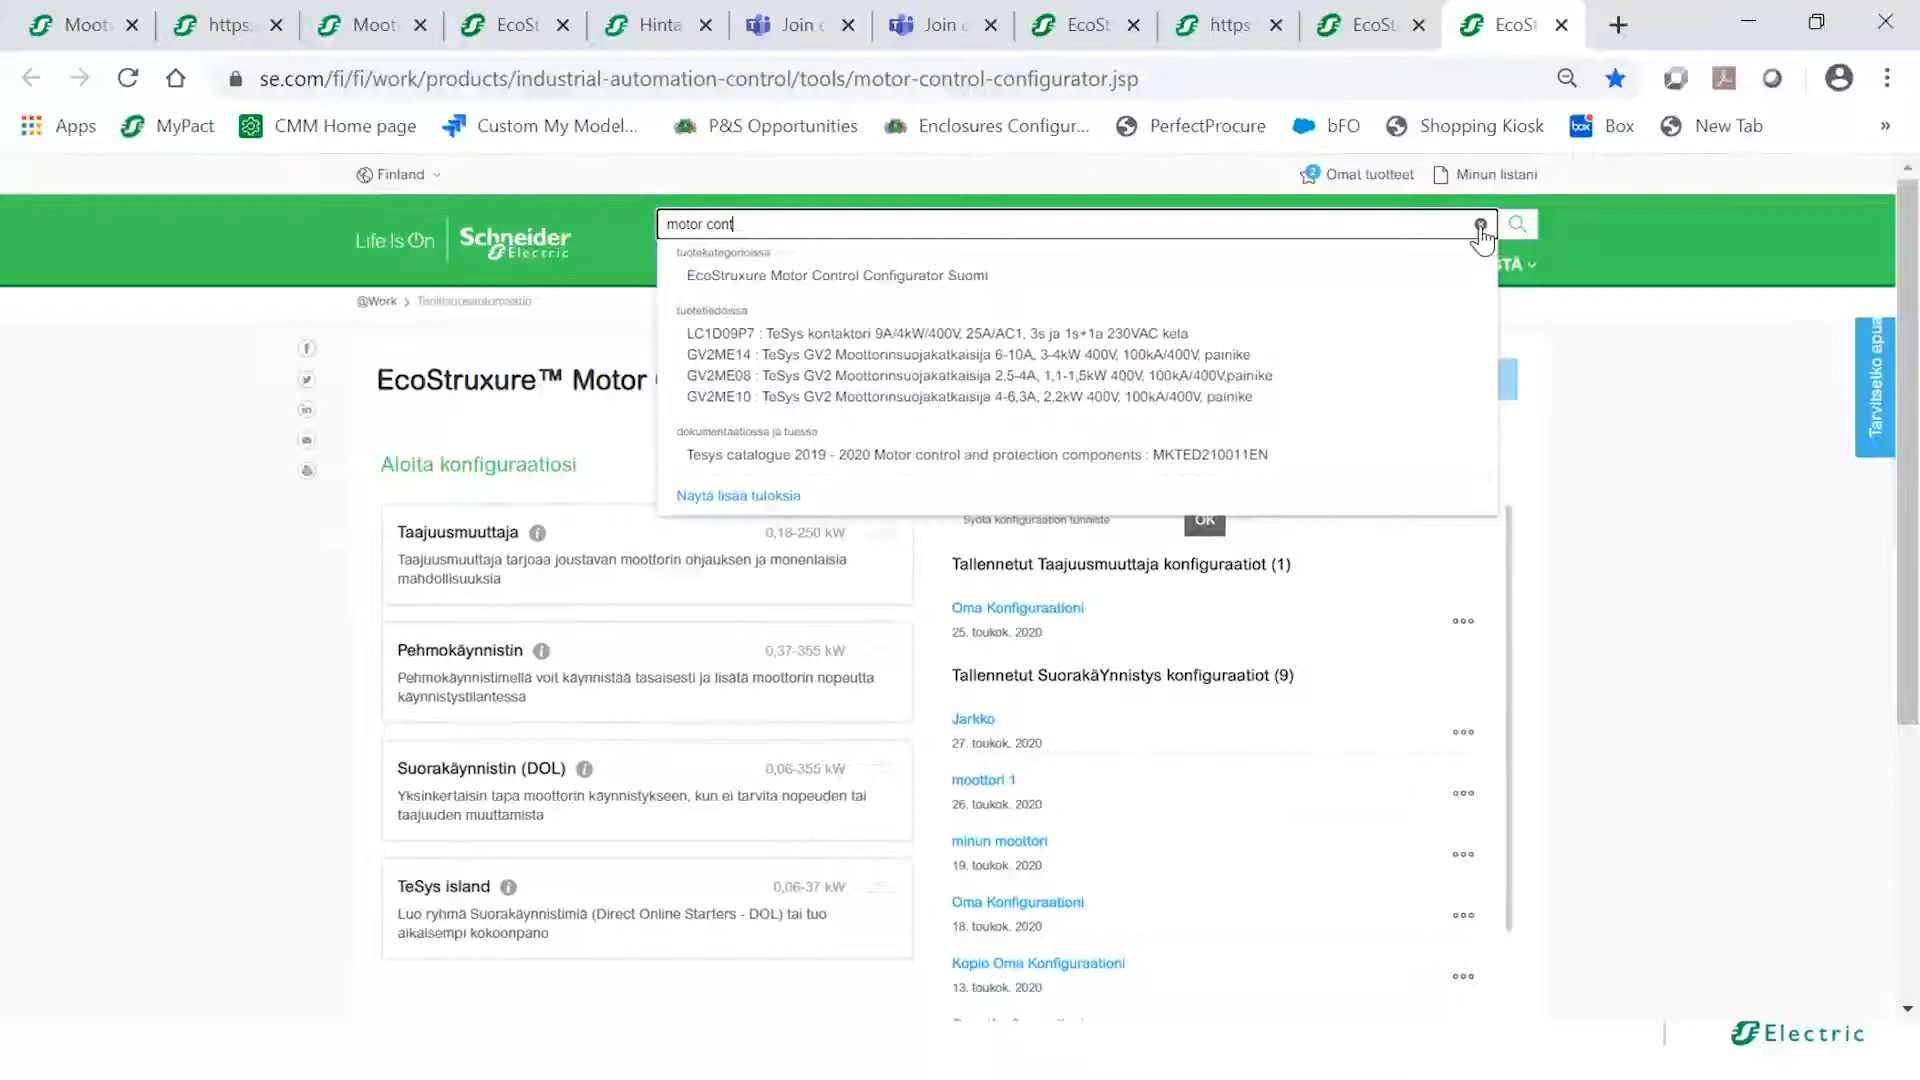 Moot
https:
Moot
EcoSt
Hinta
Join
Join
EcoSt
https
EcoSt
EcoSt
se.com/fi/fi/work/products/industrial-automation-control/tools/motor-control-configurator.jsp
Apps
MyPact
CMM Home page
Custom My Model...
P&S Opportunities
Enclosures Configur...
PerfectProcure
bFO
Shopping Kiosk
box
Box
New Tab
»
Finland
2
Omat tuotteet
Minun listani
Life Is On
Schneider
Electric
motor cont
STÄ
tuotekategorioissa
EcoStruxure Motor Control Configurator Suomi
tuotetiedoissa
LC1D09P7 : TeSys kontaktori 9A/4kW/400V, 25A/AC1, 3s ja 1s+1a 230VAC kela
GV2ME14 : TeSys GV2 Moottorinsuojakatkaisija 6-10A, 3-4kW 400V, 100kA/400V, painike
GV2ME08 : TeSys GV2 Moottorinsuojakatkaisija 2,5-4A, 1,1-1,5kW 400V, 100kA/400V,painike
GV2ME10 : TeSys GV2 Moottorinsuojakatkaisija 4-6,3A, 2,2kW 400V, 100kA/400V, painike
dokumentaatiossa ja tuessa
Tesys catalogue 2019 - 2020 Motor control and protection components : MKTED210011EN
Näytä lisää tuloksia
@Work
Teollisuusautomaatio
EcoStruxure™ Motor
Tarvitsetko apua
Aloita konfiguraatiosi
Taajuusmuuttaja
0,18-250 kW
Taajuusmuuttaja tarjoaa joustavan moottorin ohjauksen ja monenlaisia
mahdollisuuksia
Pehmokäynnistin
0,37-355 kW
Pehmokäynnistimellä voit käynnistää tasaisesti ja lisätä moottorin nopeutta
käynnistystilantessa
Suorakäynnistin (DOL)
0,06-355 kW
Yksinkertaisin tapa moottorin käynnistykseen, kun ei tarvita nopeuden tai
taajuuden muuttamista
TeSys island
0,06-37 kW
Luo ryhmä Suorakäynnistimiä (Direct Online Starters - DOL) tai tuo
aikaisempi kokoonpano
Syötä konfiguraation tunniste
OK
Tallennetut Taajuusmuuttaja konfiguraatiot (1)
Oma Konfiguraationi
25. toukok. 2020
Tallennetut SuorakäYnnistys konfiguraatiot (9)
Jarkko
27. toukok. 2020
moottori 1
26. toukok. 2020
minun moottori
19. toukok. 2020
Oma Konfiguraationi
18. toukok. 2020
Kopio Oma Konfiguraationi
13. toukok. 2020
Electric